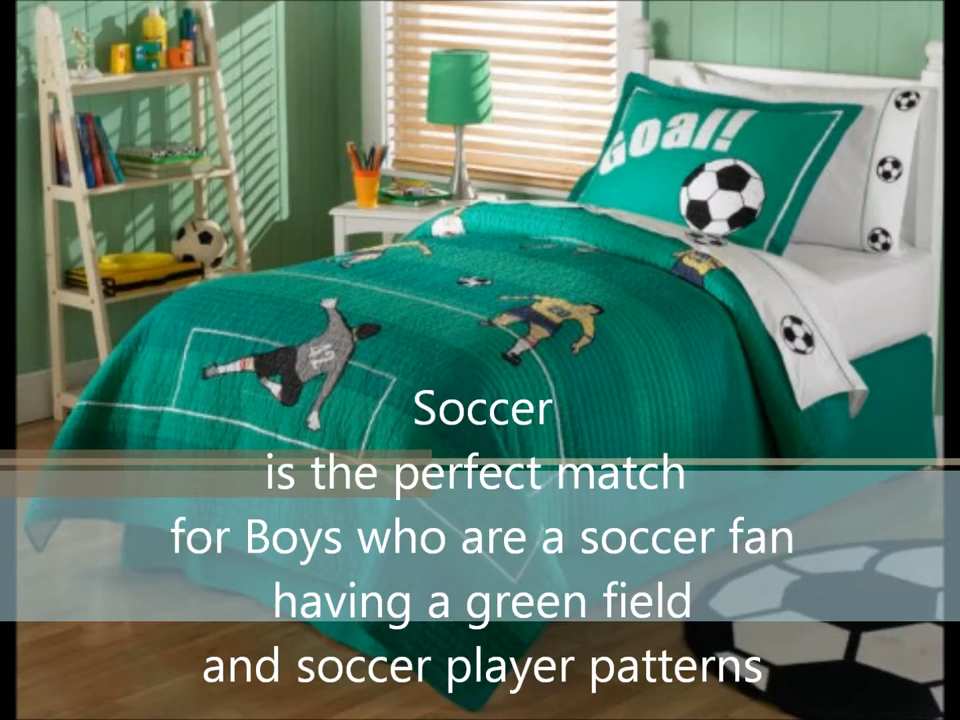 Goal!
Soccer
is the perfect match
for Boys who are a soccer fan
having a green field
and soccer player patterns